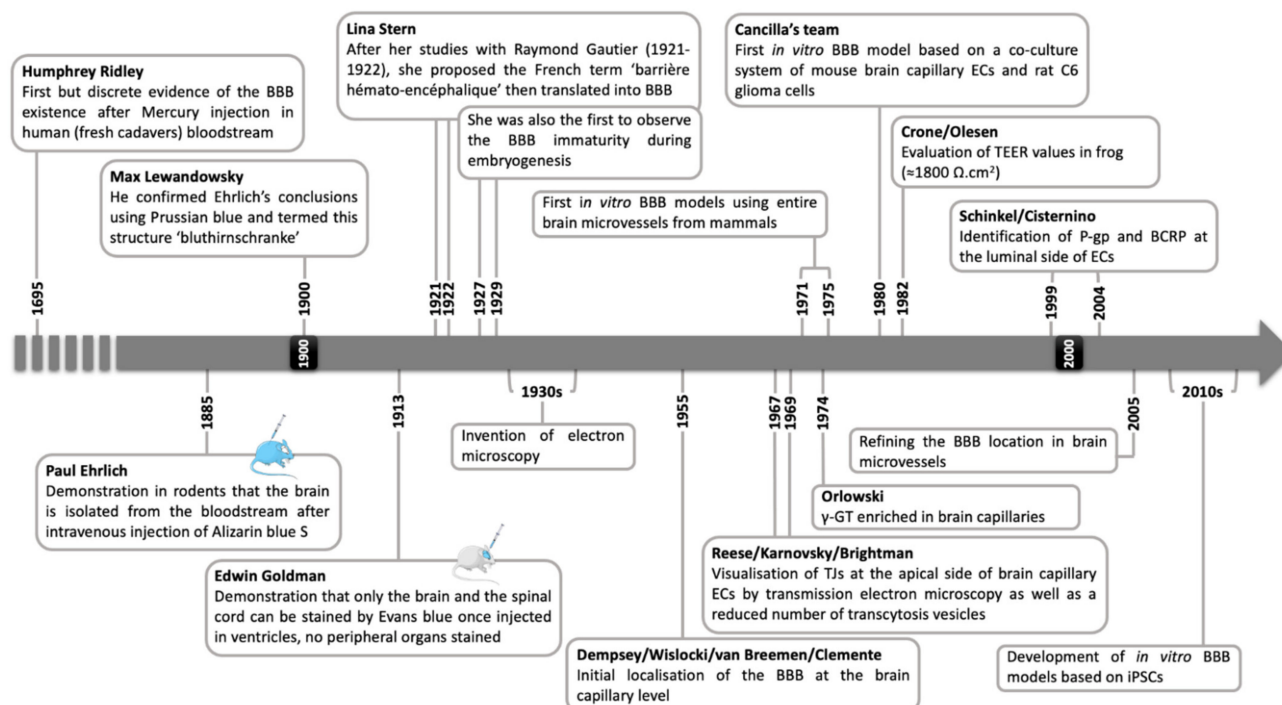 Humphrey Ridley
First but discrete evidence of the BBB
existence after Mercury injection in
human (fresh cadavers) bloodstream
Max Lewandowsky
He confirmed Ehrlich's conclusions
using Prussian blue and termed this
structure 'bluthirnschranke'
Lina Stern
After her studies with Raymond Gautier (1921-
1922), she proposed the French term 'barrière
hémato-encéphalique' then translated into BBB
She was also the first to observe
the BBB immaturity during
embryogenesis
First in vitro BBB models using entire
brain microvessels from mammals
Cancilla's team
First in vitro BBB model based on a co-culture
system of mouse brain capillary ECs and rat C6
glioma cells
Crone/Olesen
Evaluation of TEER values in frog
(≈1800 Ω.cm²)
Schinkel/Cisternino
Identification of P-gp and BCRP at
the luminal side of ECs
1695
1900
1921
1922
1927
1929
1971
1975
1980
1982
1999
2004
1900
2000
1885
1913
1930s
1955
1967
1969
1974
2005
2010s
Paul Ehrlich
Demonstration in rodents that the brain
is isolated from the bloodstream after
intravenous injection of Alizarin blue S
Edwin Goldman
Demonstration that only the brain and the spinal
cord can be stained by Evans blue once injected
in ventricles, no peripheral organs stained
Invention of electron
microscopy
Dempsey/Wislocki/van Breemen/Clemente
Initial localisation of the BBB at the brain
capillary level
Reese/Karnovsky/Brightman
Visualisation of TJs at the apical side of brain capillary
ECs by transmission electron microscopy as well as a
reduced number of transcytosis vesicles
Orlowski
γ-GT enriched in brain capillaries
Refining the BBB location in brain
microvessels
Development of in vitro BBB
models based on iPSCs